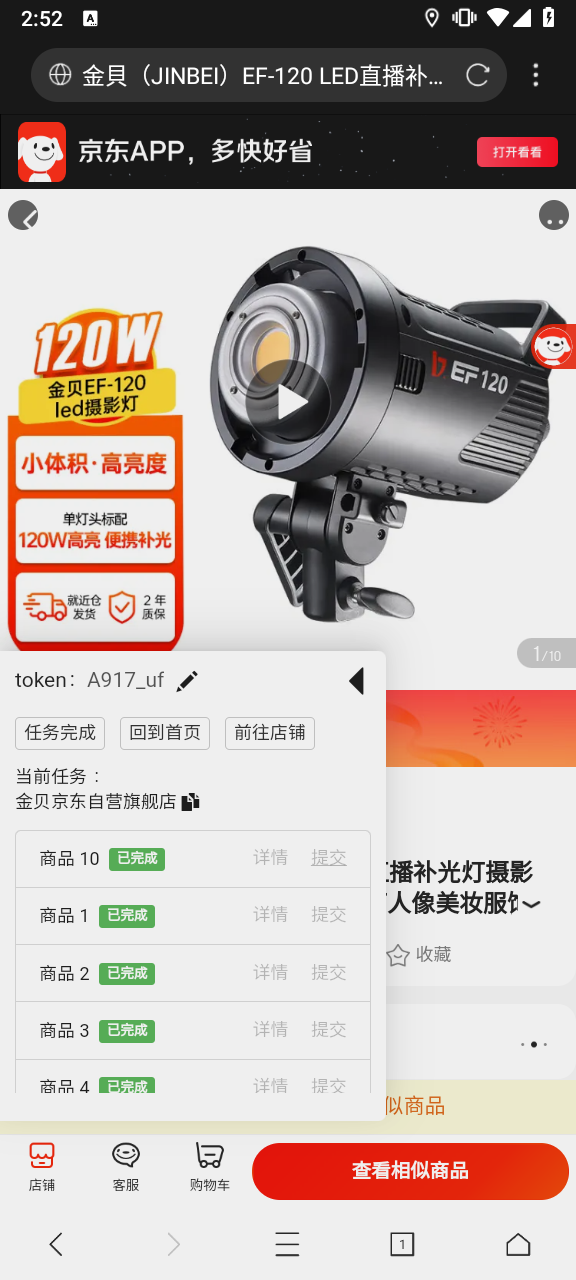 2:52
A
金贝（JINBEI）EF-120 LED直播补...
京东APP，多快好省
打开看看
120W
金贝EF-120
led摄影灯
小体积·高亮度
单灯头标配
120W高亮 便携补光
就近仓
发货
2 年
质保
EF 120
1/10
token： A917_uf
任务完成
回到首页
前往店铺
当前任务：
金贝京东自营旗舰店
商品 10 已完成 详情 提交
商品 1 已完成 详情 提交
商品 2 已完成 详情 提交
商品 3 已完成 详情 提交
商品 4 已完成 详情 提交
播补光灯摄影
人像美妆服饰
收藏
似商品
店铺
客服
购物车
查看相似商品
1